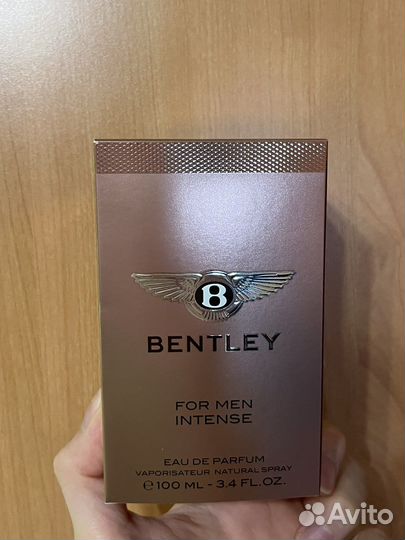 B
BENTLEY
FOR MEN
INTENSE
EAU DE PARFUM
VAPORISATEUR NATURAL SPRAY
℮100 ML - 3.4 FL.OZ.
Avito